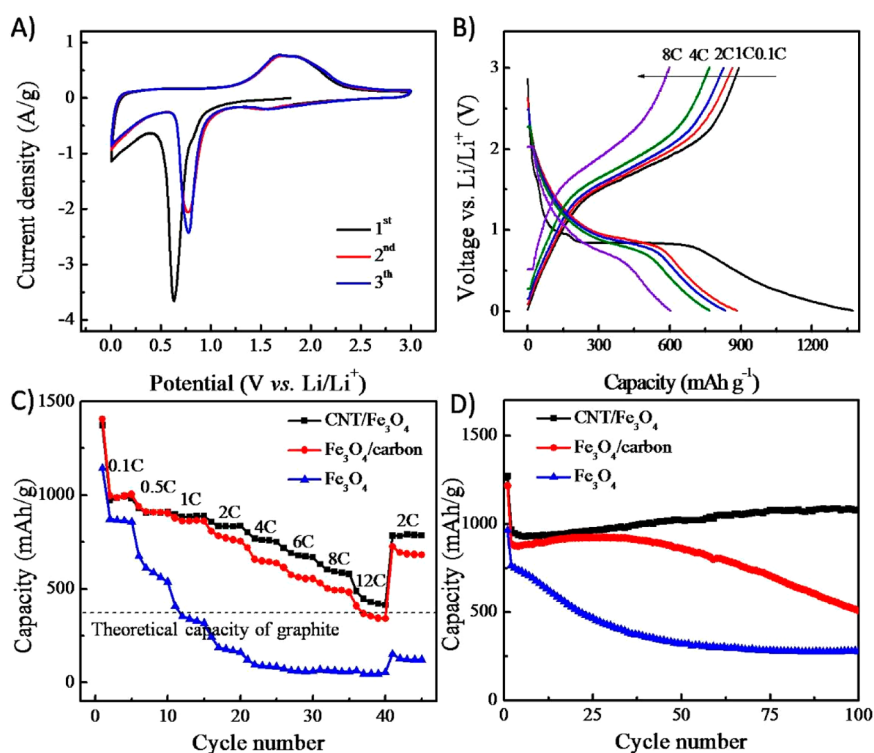 A)
1
0
-1
-2
-3
-4
Current density (A/g)
1st
2nd
3th
0.0 0.5 1.0 1.5 2.0 2.5 3.0
Potential (V vs. Li/Li+)
B)
8C 4C 2C 1C 0.1C
3
2
1
0
Voltage vs. Li/Li+ (V)
0 300 600 900 1200
Capacity (mAh g-1)
C)
1500
1000
500
0
Capacity (mAh/g)
CNT/Fe3O4
Fe3O4/carbon
Fe3O4
0.1C
0.5C
1C
2C
4C
6C
8C
12C
2C
Theoretical capacity of graphite
0 10 20 30 40
Cycle number
D)
1500
1000
500
0
Capacity (mAh/g)
CNT/Fe3O4
Fe3O4/carbon
Fe3O4
0 25 50 75 100
Cycle number